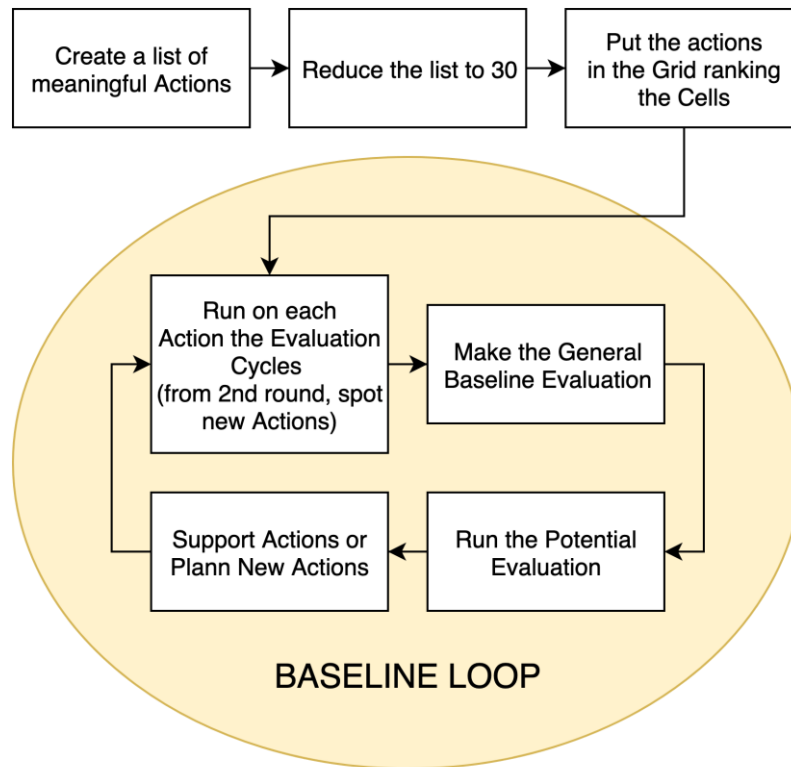 Create a list of
meaningful Actions
Reduce the list to 30
Put the actions
in the Grid ranking
the Cells
Run on each
Action the Evaluation
Cycles
(from 2nd round, spot
new Actions)
Make the General
Baseline Evaluation
Support Actions or
Plann New Actions
Run the Potential
Evaluation
BASELINE LOOP